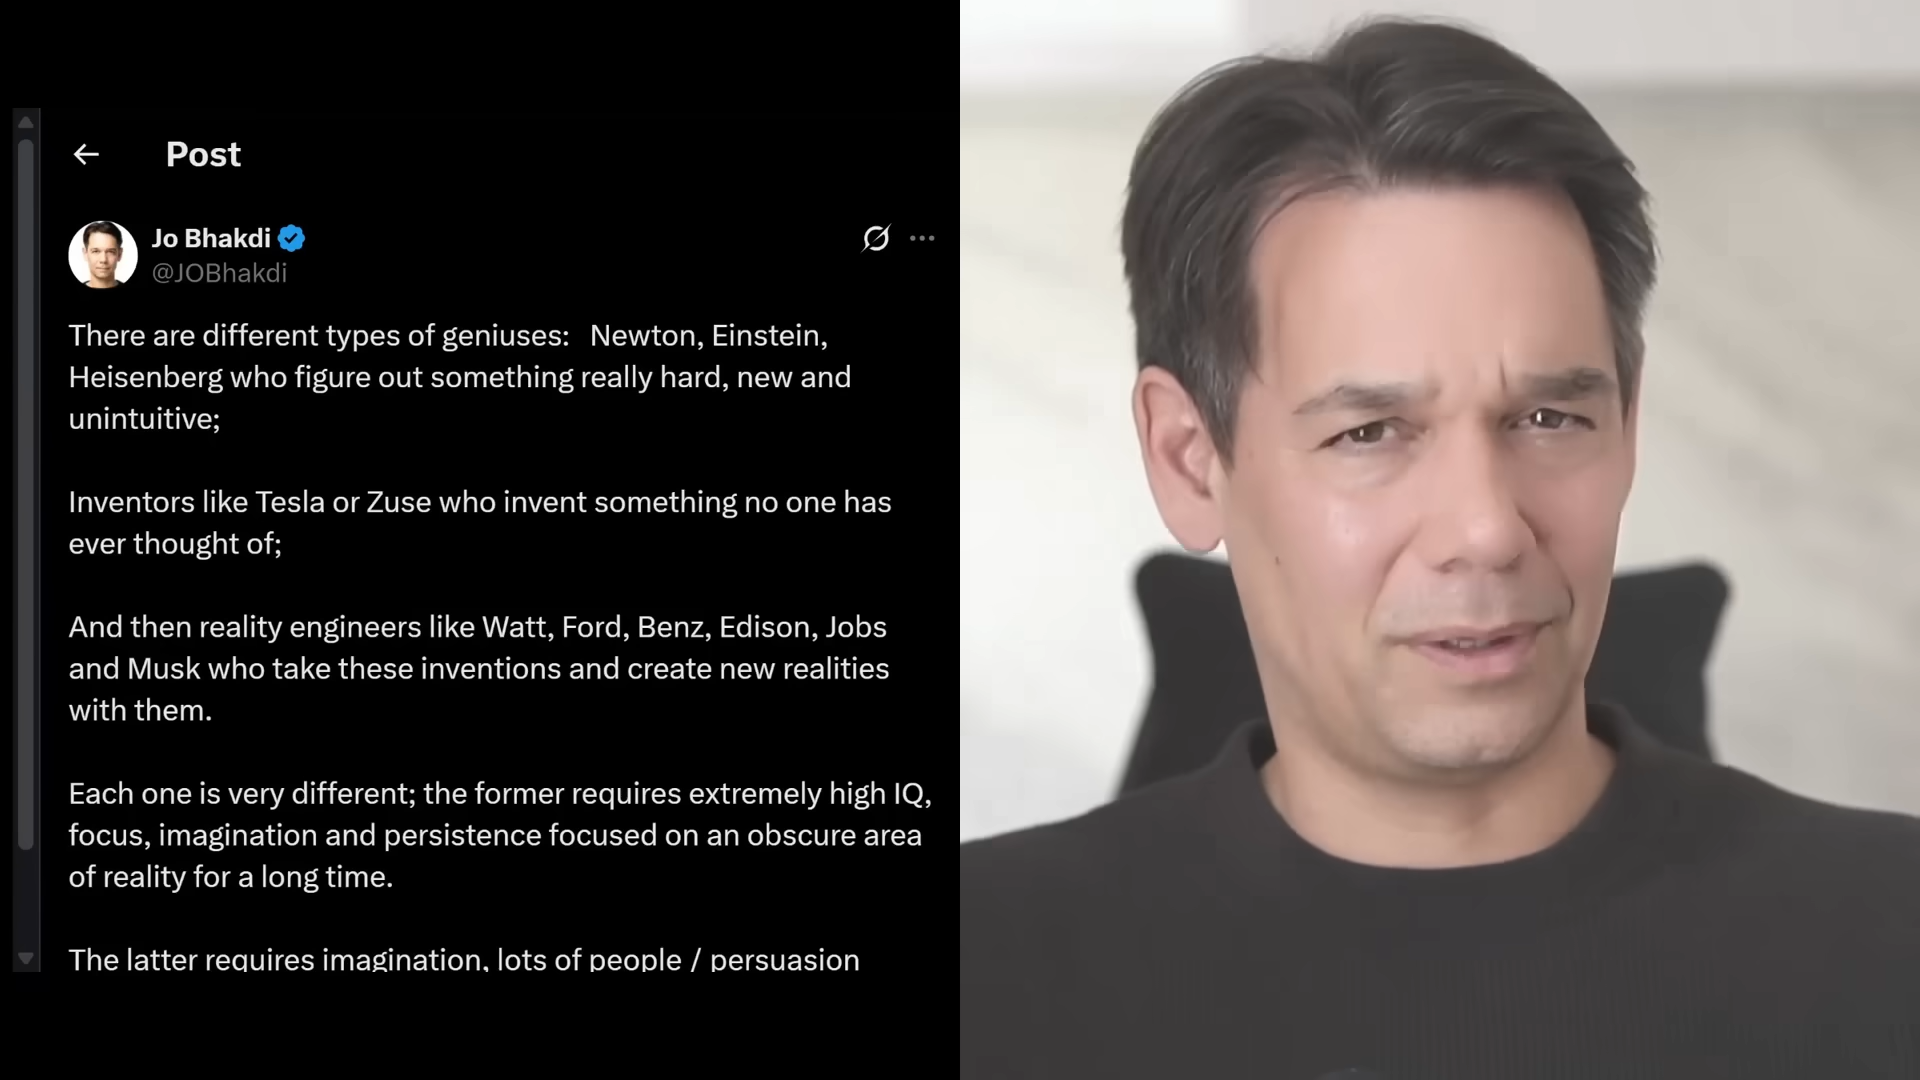 Post
Jo Bhakdi
@JOBhakdi
There are different types of geniuses:   Newton, Einstein,
Heisenberg who figure out something really hard, new and
unintuitive;
Inventors like Tesla or Zuse who invent something no one has
ever thought of;
And then reality engineers like Watt, Ford, Benz, Edison, Jobs
and Musk who take these inventions and create new realities
with them.
Each one is very different; the former requires extremely high IQ,
focus, imagination and persistence focused on an obscure area
of reality for a long time.
The latter requires imagination, lots of people / persuasion